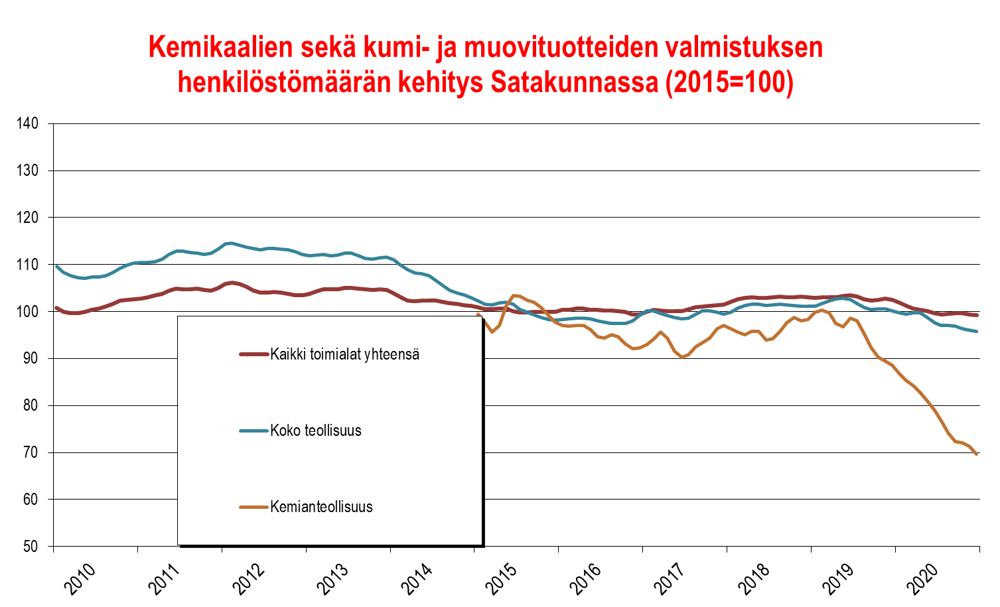 Kemikaalien sekä kumi- ja muovituotteiden valmistuksen
henkilöstömäärän kehitys Satakunnassa (2015=100)
140
130
120
110
100
90
80
70
60
50
Kaikki toimialat yhteensä
Koko teollisuus
Kemianteollisuus
2010 2011 2012 2013 2014 2015 2016 2017 2018 2019 2020